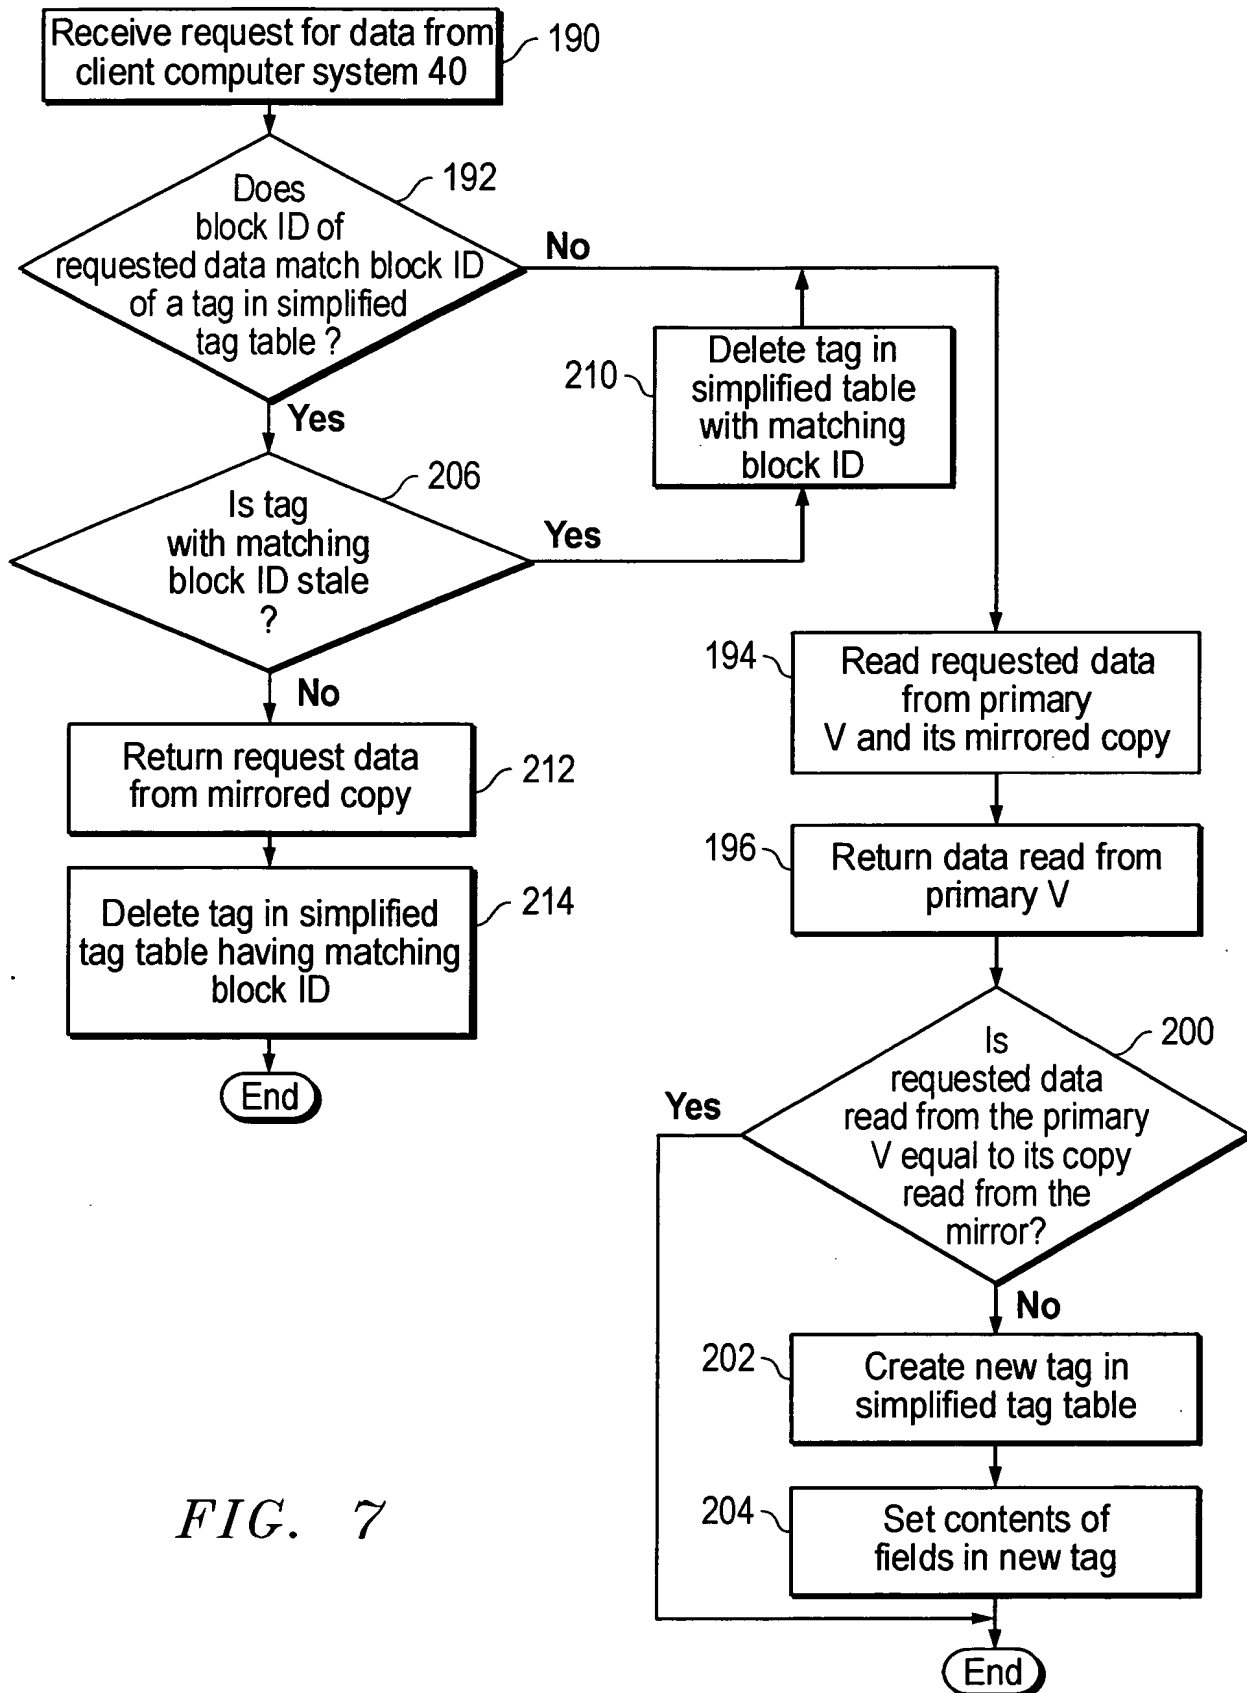 Receive request for data from
client computer system 40
190
Does
block ID of
requested data match block ID
of a tag in simplified
tag table ?
192
No
Yes
Delete tag in
simplified table
with matching
block ID
210
Is tag
with matching
block ID stale
?
206
Yes
No
Return request data
from mirrored copy
212
Delete tag in simplified
tag table having matching
block ID
214
End
194
Read requested data
from primary
V and its mirrored copy
196
Return data read from
primary V
Is
requested data
read from the primary
V equal to its copy
read from the
mirror?
200
Yes
No
202
Create new tag in
simplified tag table
204
Set contents of
fields in new tag
End
FIG. 7